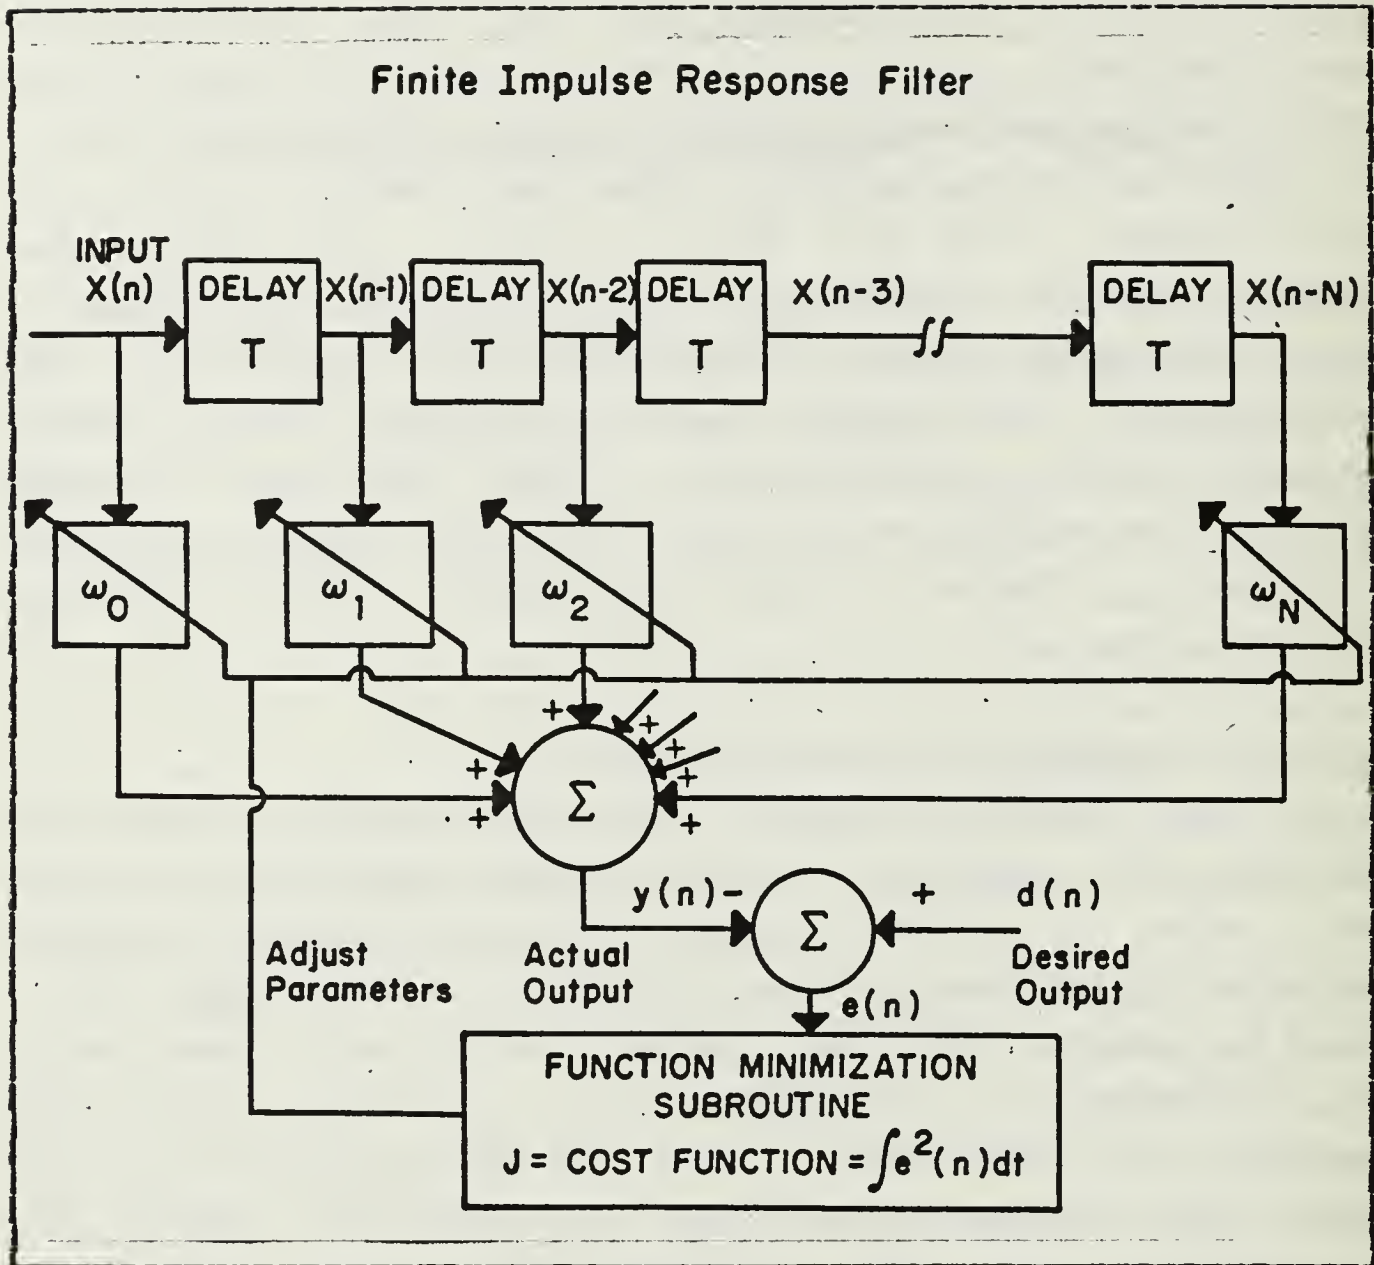 Finite Impulse Response Filter
INPUT
X(n)
DELAY
T
X(n-1)
DELAY
T
X(n-2)
DELAY
T
X(n-3)
DELAY
T
X(n-N)
ω0
ω1
ω2
ωN
+
+
+
+
+
+
+
Σ
y(n)
-
Σ
+
d(n)
Adjust
Parameters
Actual
Output
Desired
Output
e(n)
FUNCTION MINIMIZATION
SUBROUTINE
J = COST FUNCTION = ∫e²(n)dt